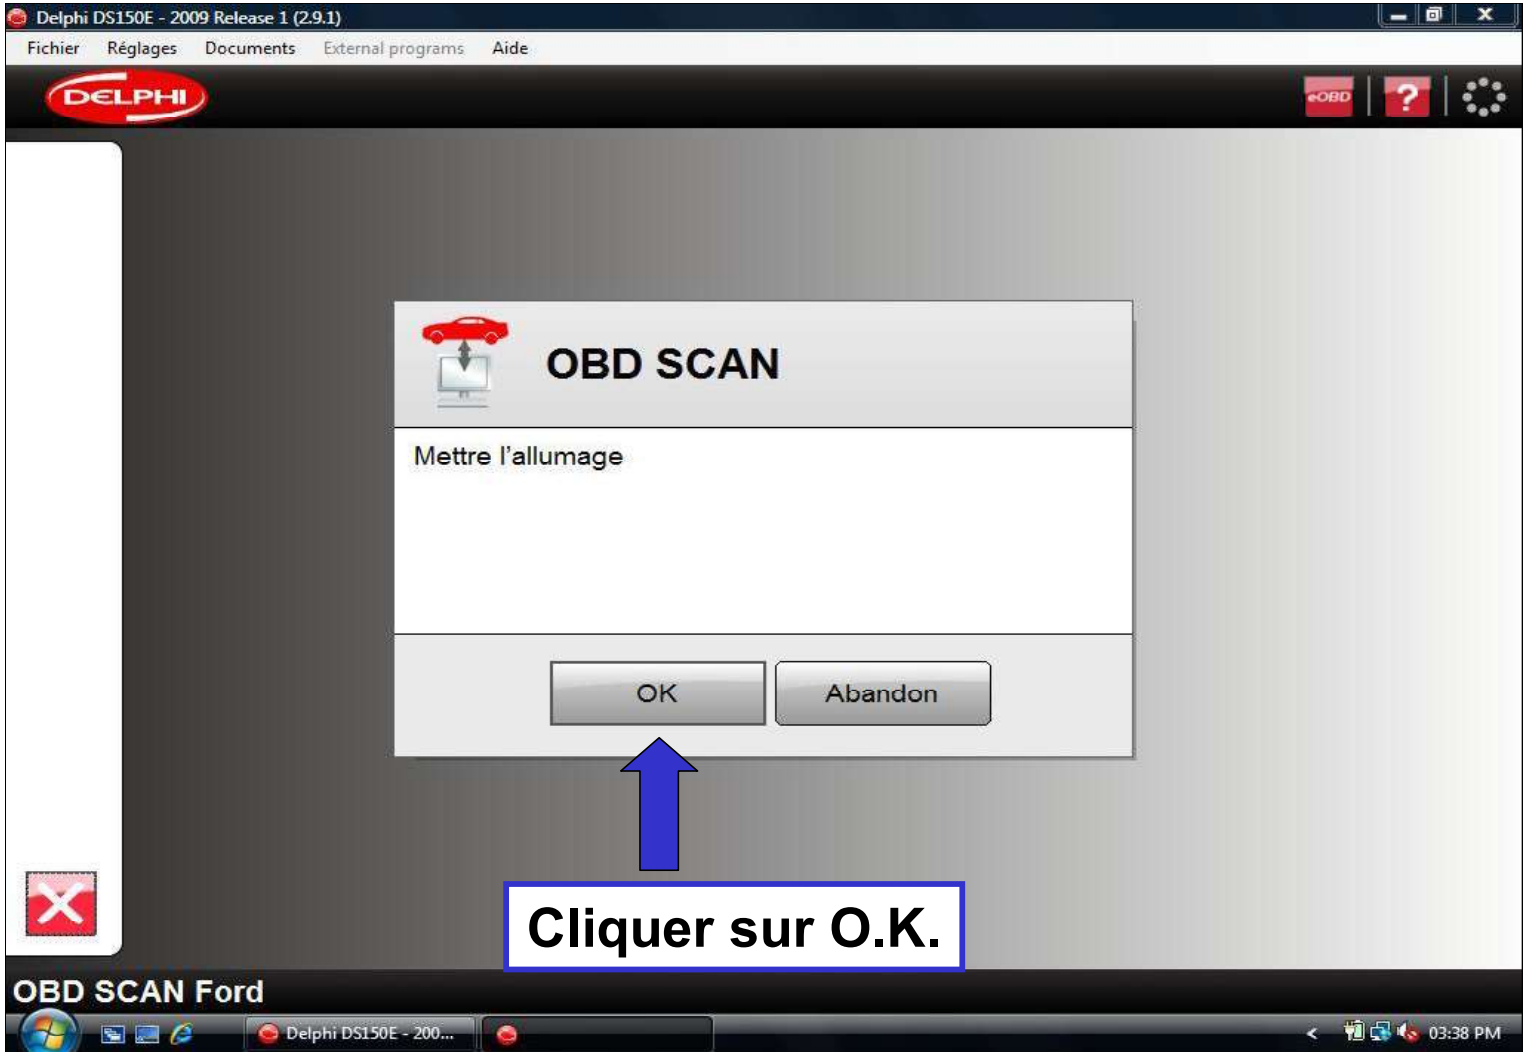 Delphi DS150E - 2009 Release 1 (2.9.1)
Fichier Réglages Documents External programs Aide
DELPHI
eOBD ?
OBD SCAN
Mettre l'allumage
OK Abandon
Cliquer sur O.K.
OBD SCAN Ford
Delphi DS150E - 200... < 03:38 PM